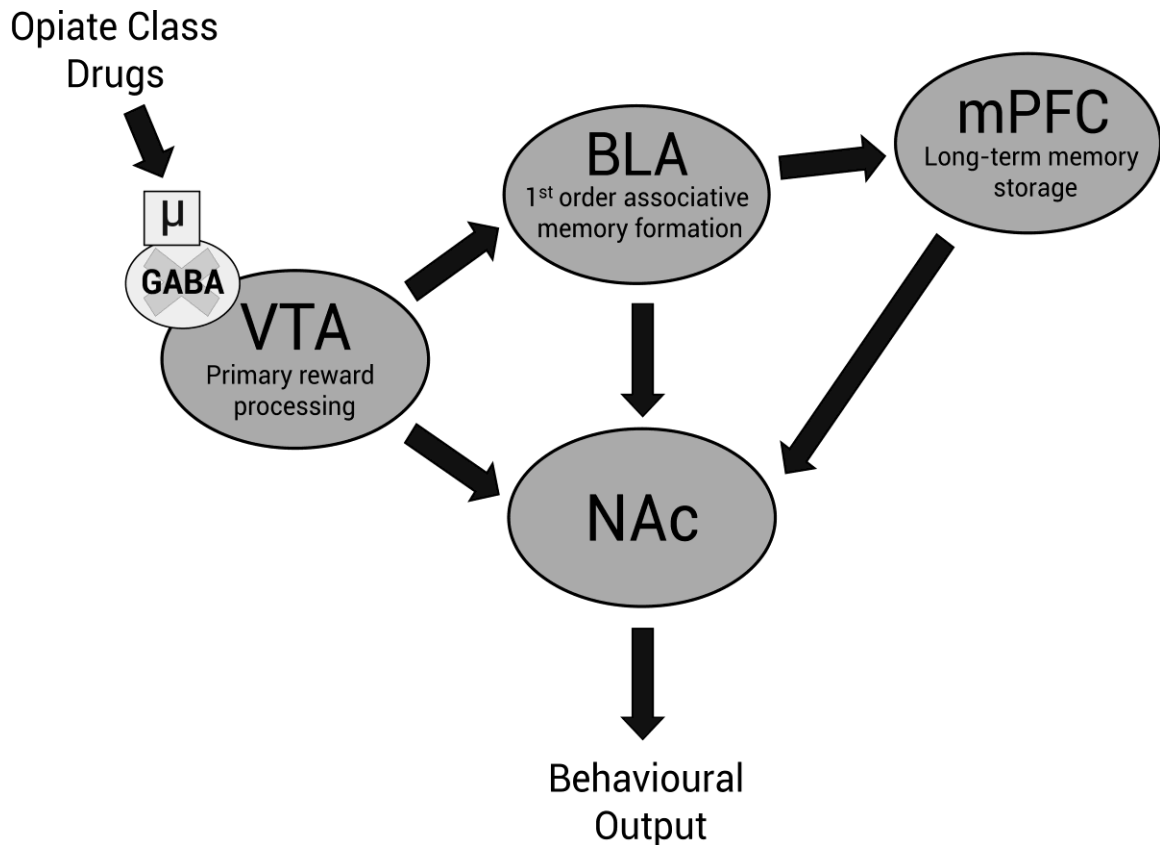 Opiate Class
Drugs
μ
GABA
VTA
Primary reward
processing
BLA
1st order associative
memory formation
mPFC
Long-term memory
storage
NAc
Behavioural
Output